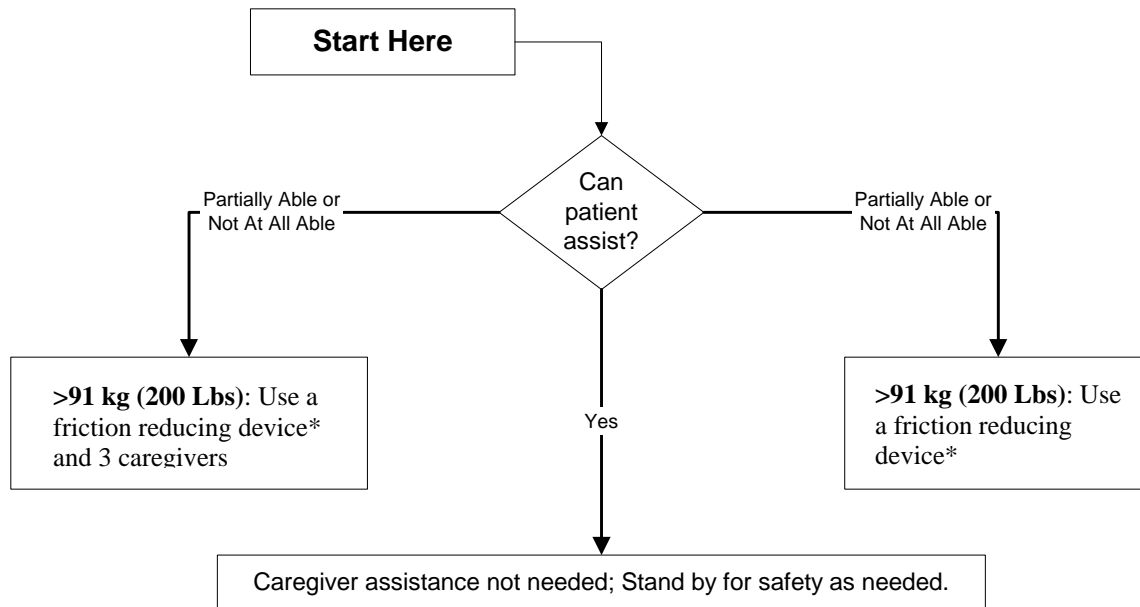 Start Here
Can
patient
assist?
Partially Able or
Not At All Able
Partially Able or
Not At All Able
>91 kg (200 Lbs): Use a
friction reducing device*
and 3 caregivers
>91 kg (200 Lbs): Use
a friction reducing
device*
Yes
Caregiver assistance not needed; Stand by for safety as needed.